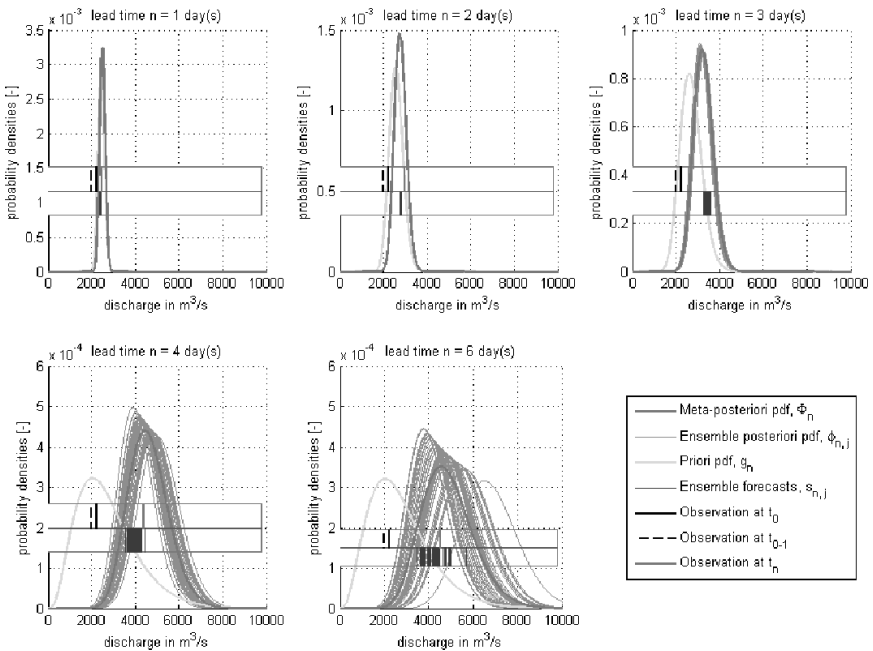 x 10⁻³ lead time n = 1 day(s)
3.5
3
2.5
2
1.5
1
0.5
0
probability densities [-]
0 2000 4000 6000 8000 10000
discharge in m³/s
x 10⁻³ lead time n = 2 day(s)
1.5
1
0.5
0
probability densities [-]
0 2000 4000 6000 8000 10000
discharge in m³/s
x 10⁻³ lead time n = 3 day(s)
1
0.8
0.6
0.4
0.2
0
probability densities [-]
0 2000 4000 6000 8000 10000
discharge in m³/s
x 10⁻⁴ lead time n = 4 day(s)
6
5
4
3
2
1
0
probability densities [-]
0 2000 4000 6000 8000 10000
discharge in m³/s
x 10⁻⁴ lead time n = 6 day(s)
6
5
4
3
2
1
0
probability densities [-]
0 2000 4000 6000 8000 10000
discharge in m³/s
Meta-posteriori pdf, Φn
Ensemble posteriori pdf, ϕn,j
Priori pdf, gn
Ensemble forecasts, sn,j
Observation at t0
Observation at t0-1
Observation at tn